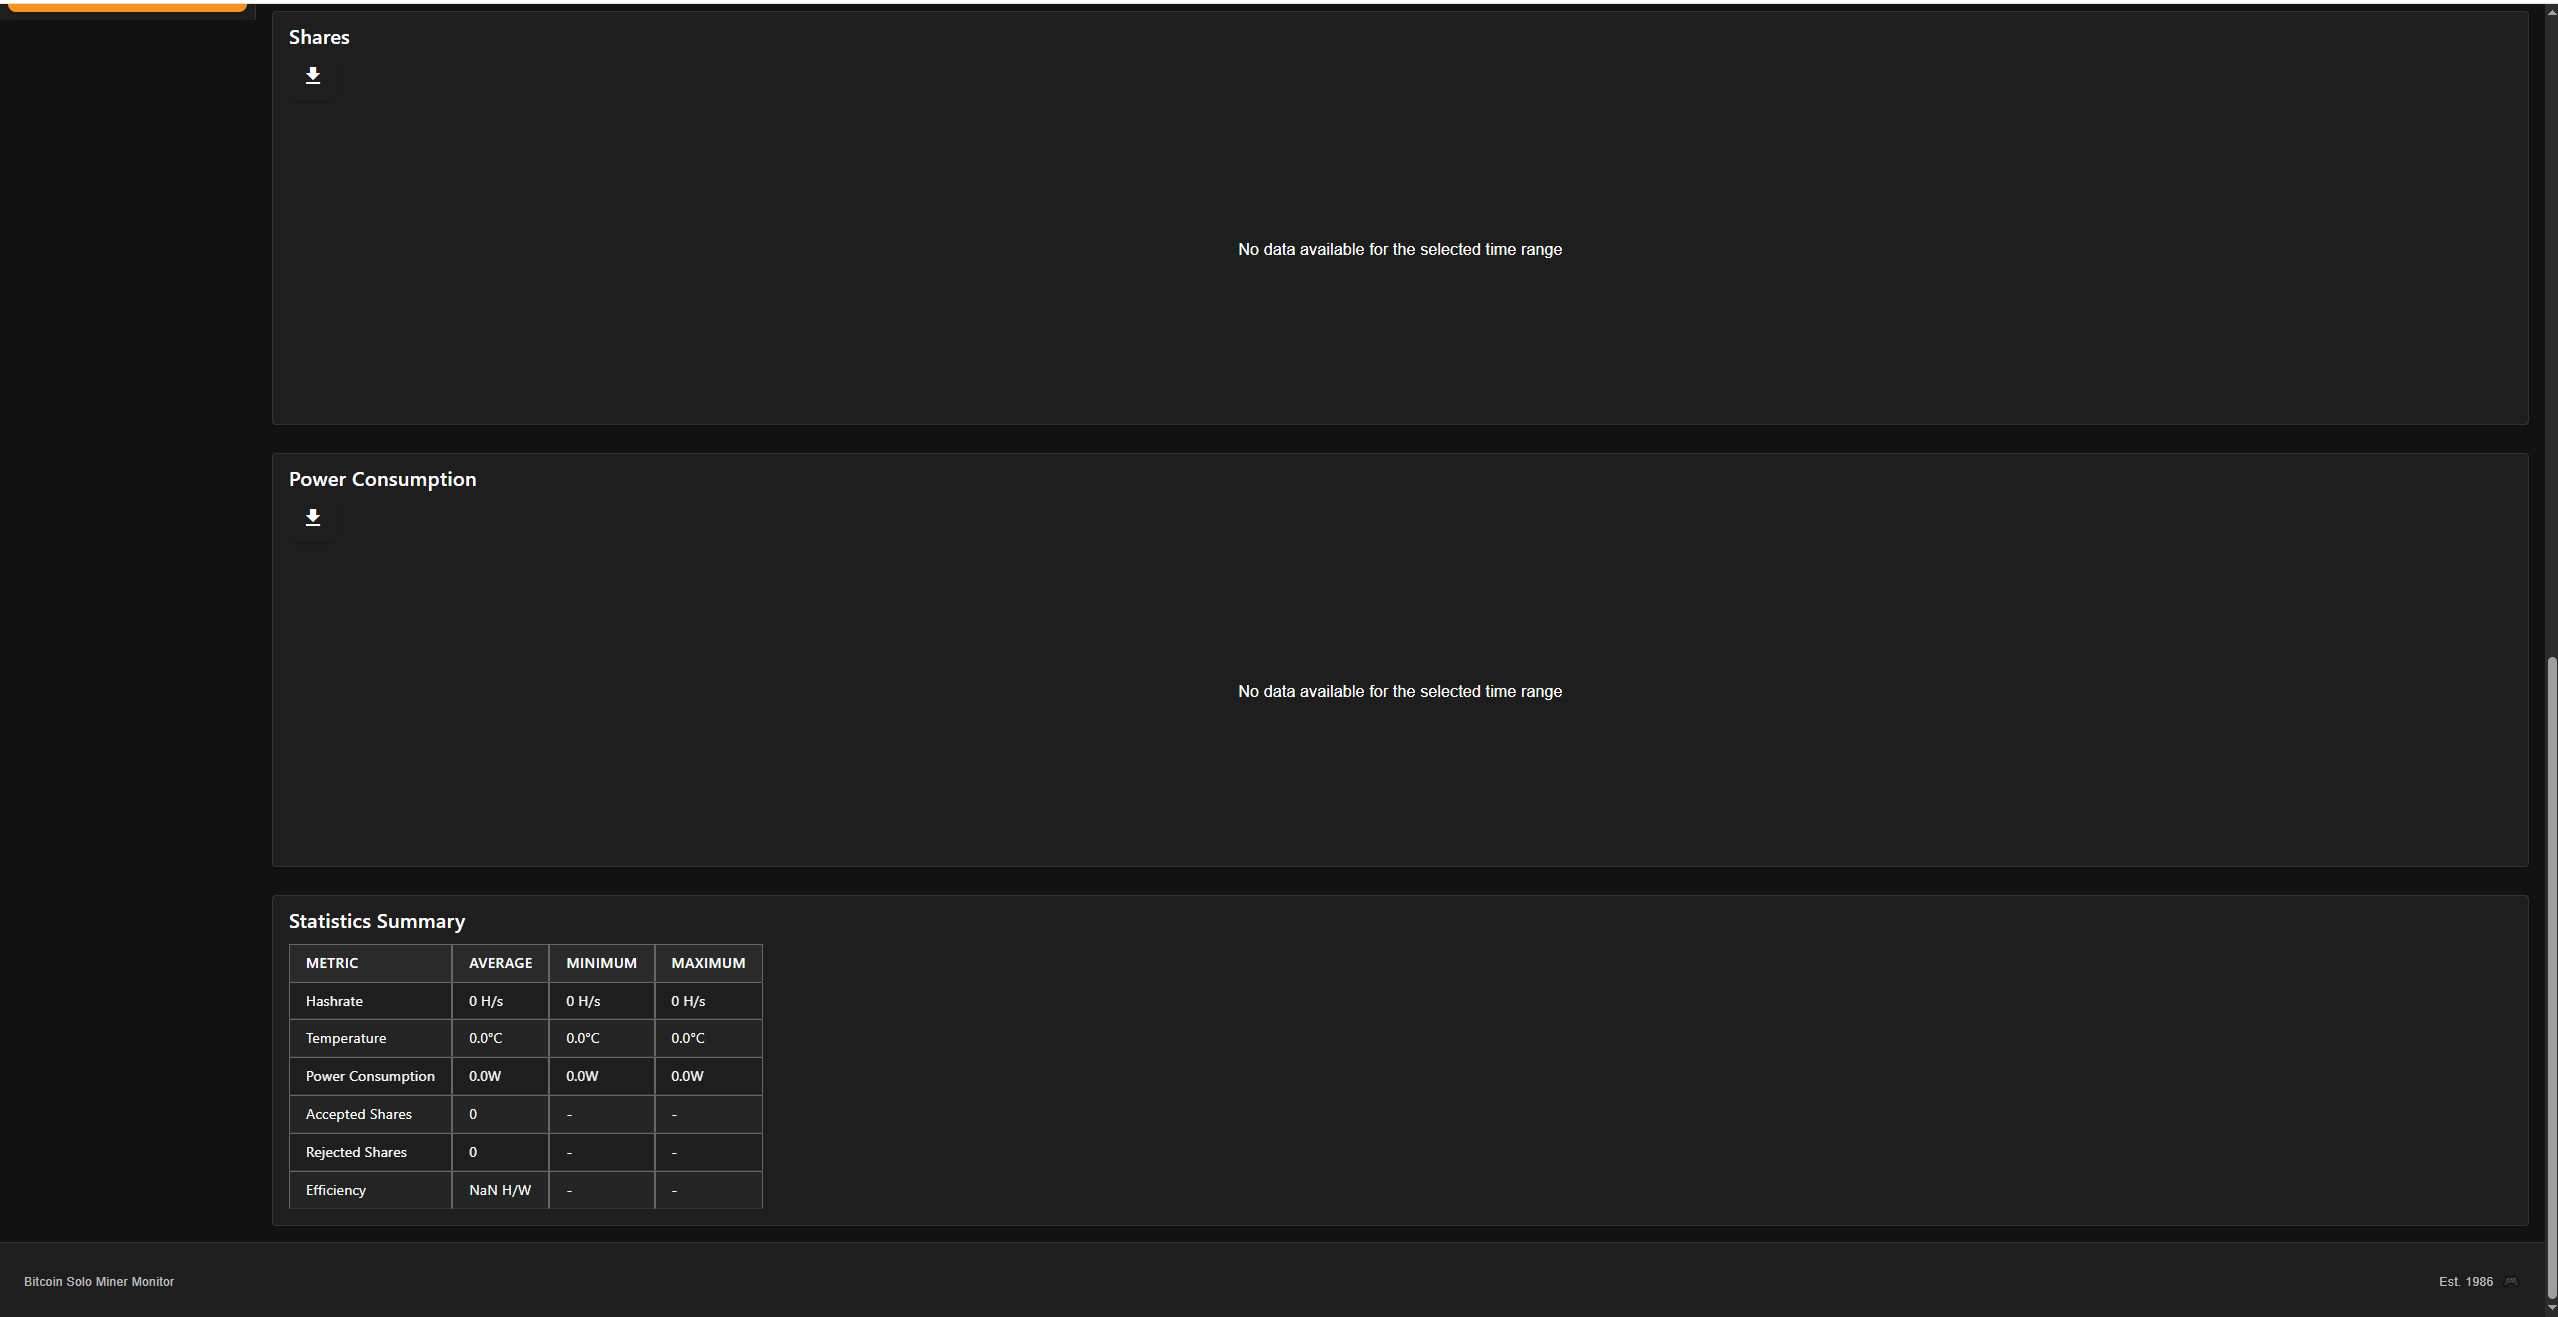 Shares
No data available for the selected time range
Power Consumption
No data available for the selected time range
Statistics Summary
METRIC AVERAGE MINIMUM MAXIMUM
Hashrate 0 H/s 0 H/s 0 H/s
Temperature 0.0°C 0.0°C 0.0°C
Power Consumption 0.0W 0.0W 0.0W
Accepted Shares 0 - -
Rejected Shares 0 - -
Efficiency NaN H/W - -
Bitcoin Solo Miner Monitor Est. 1986